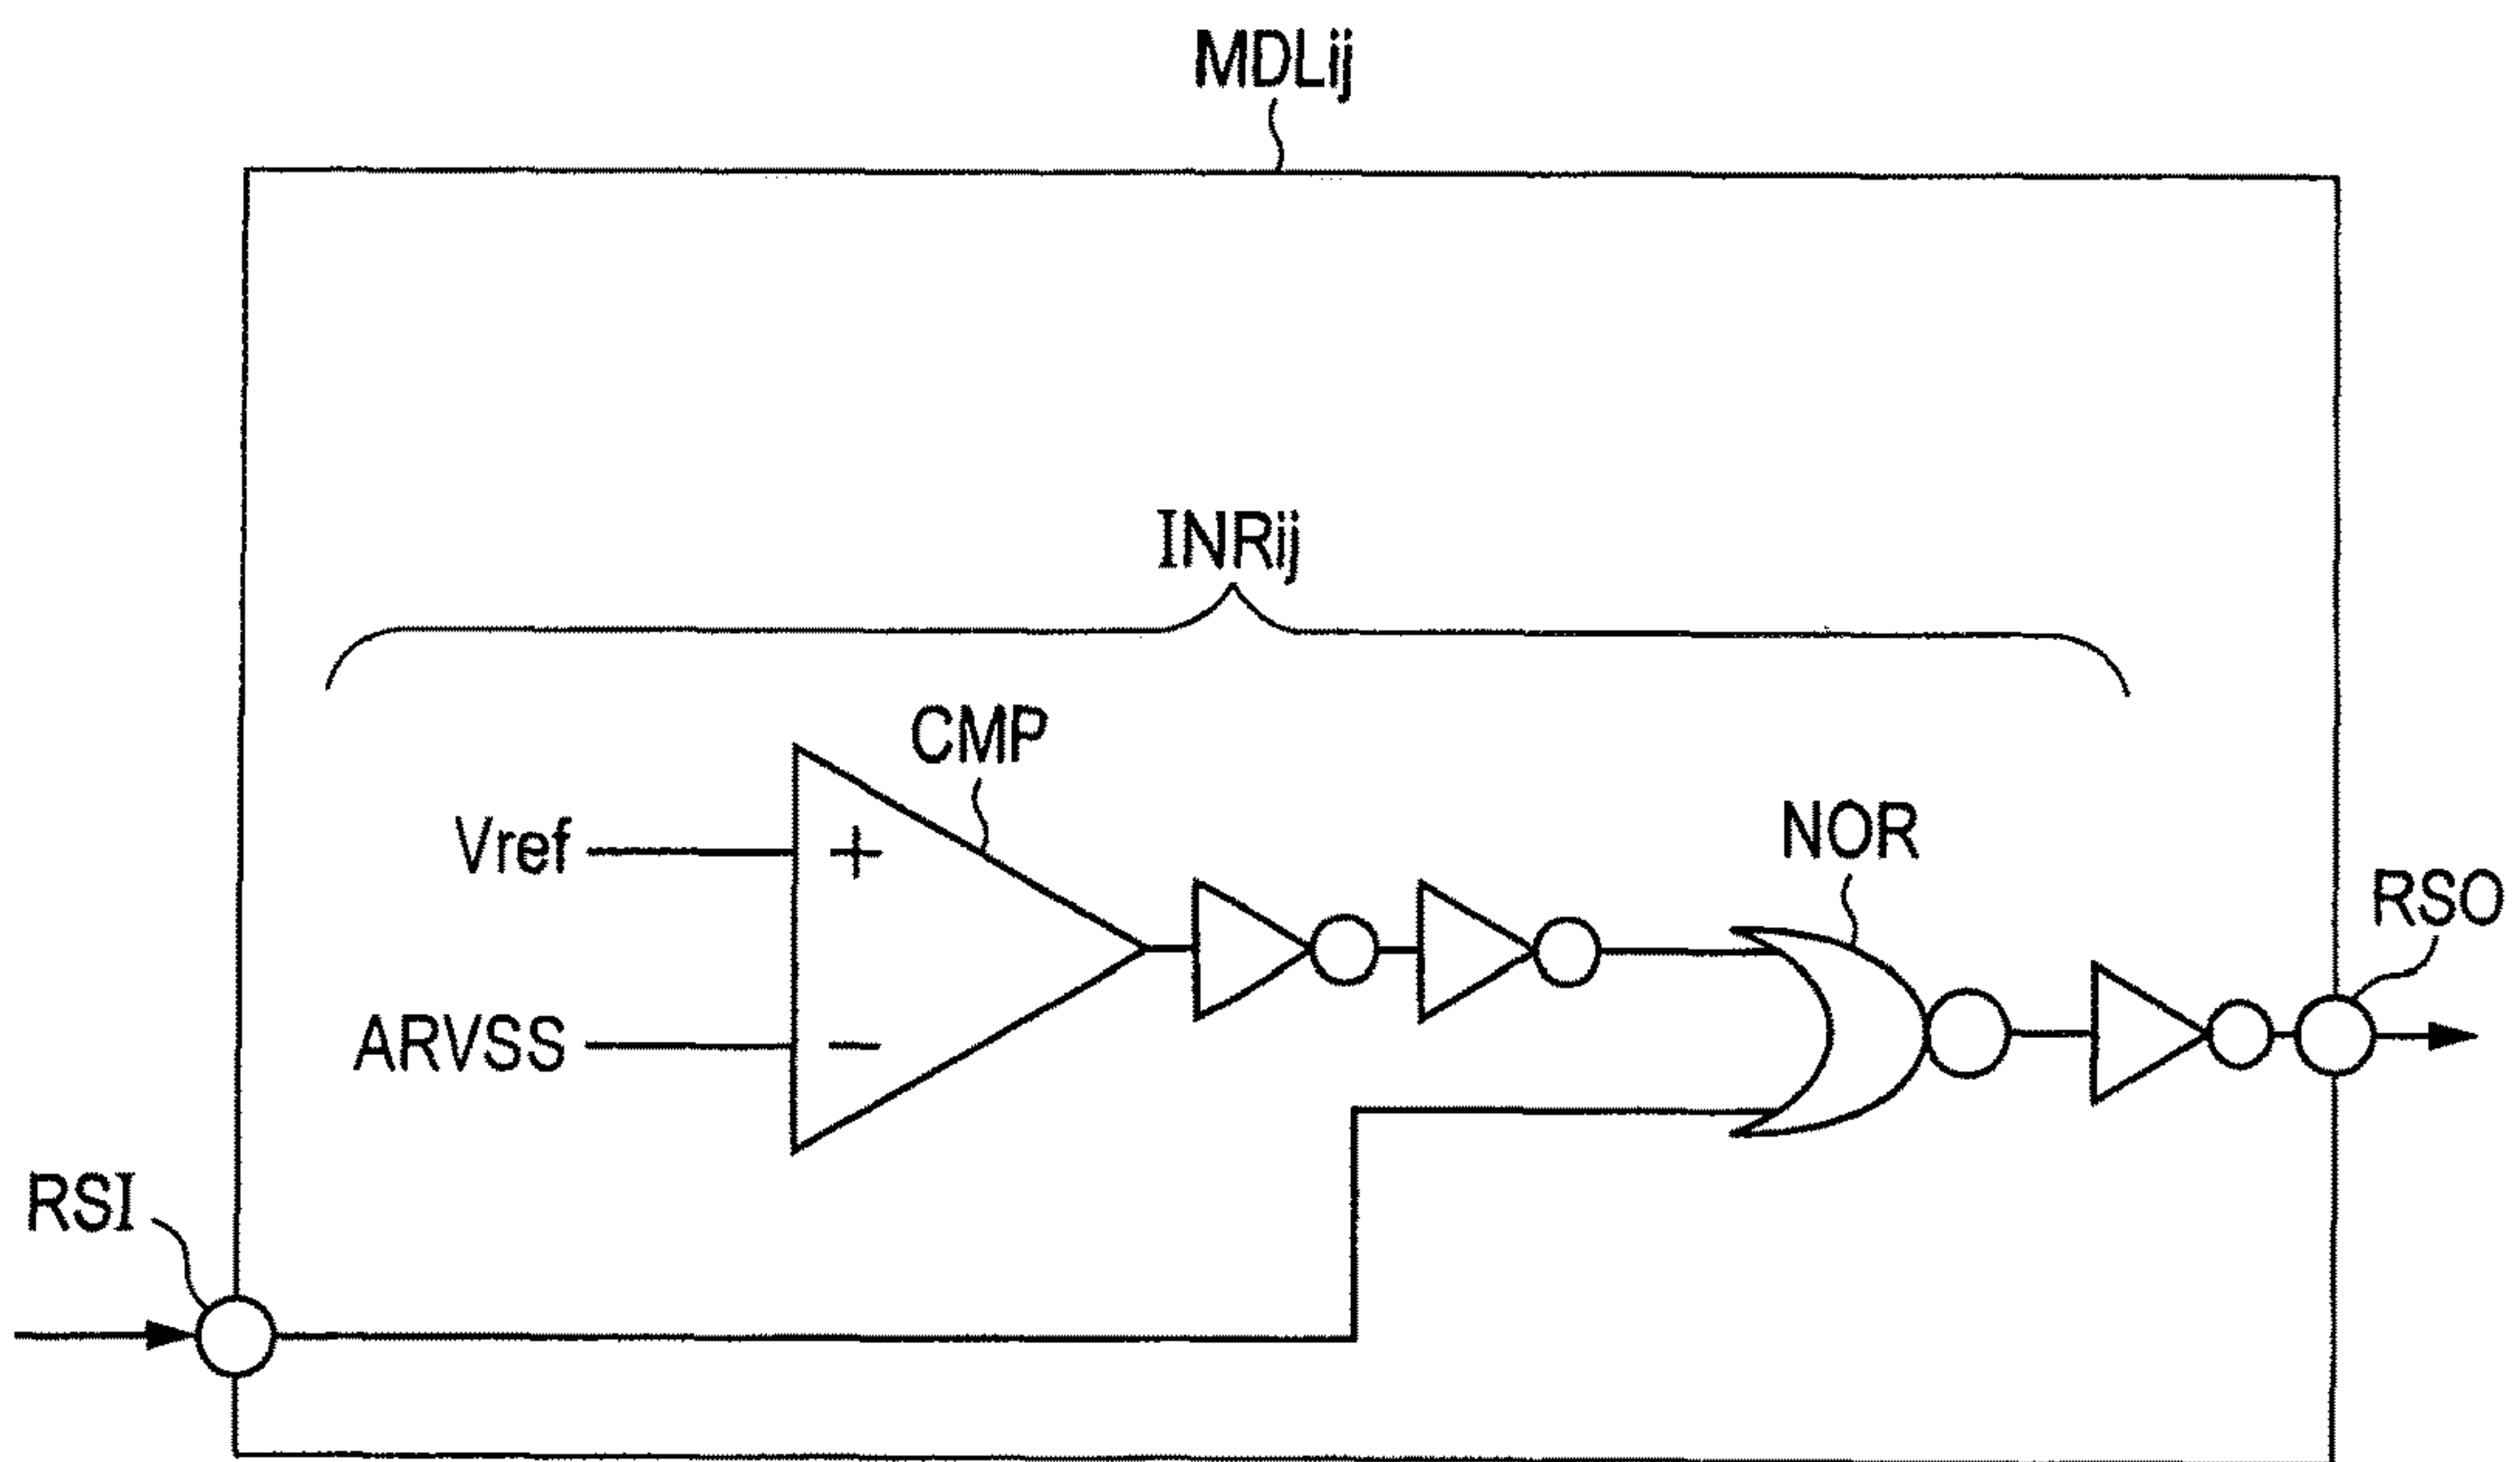 MDLij
INRij
CMP
Vref
+
NOR
RSO
ARVSS
-
RSI